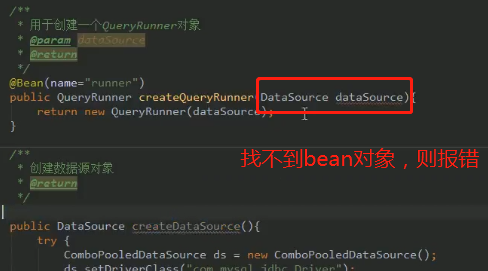 /**
 * 用于创建一个QueryRunner对象
 * @param dataSource
 * @return
 */
@Bean(name="runner")
public QueryRunner createQueryRunner(DataSource dataSource){
return new QueryRunner(dataSource);
}
找不到bean对象，则报错
/**
 * 创建数据源对象
 * @return
 */
public DataSource createDataSource(){
try {
ComboPooledDataSource ds = new ComboPooledDataSource();
ds.setDriverClass("com.mysql.jdbc.Driver");